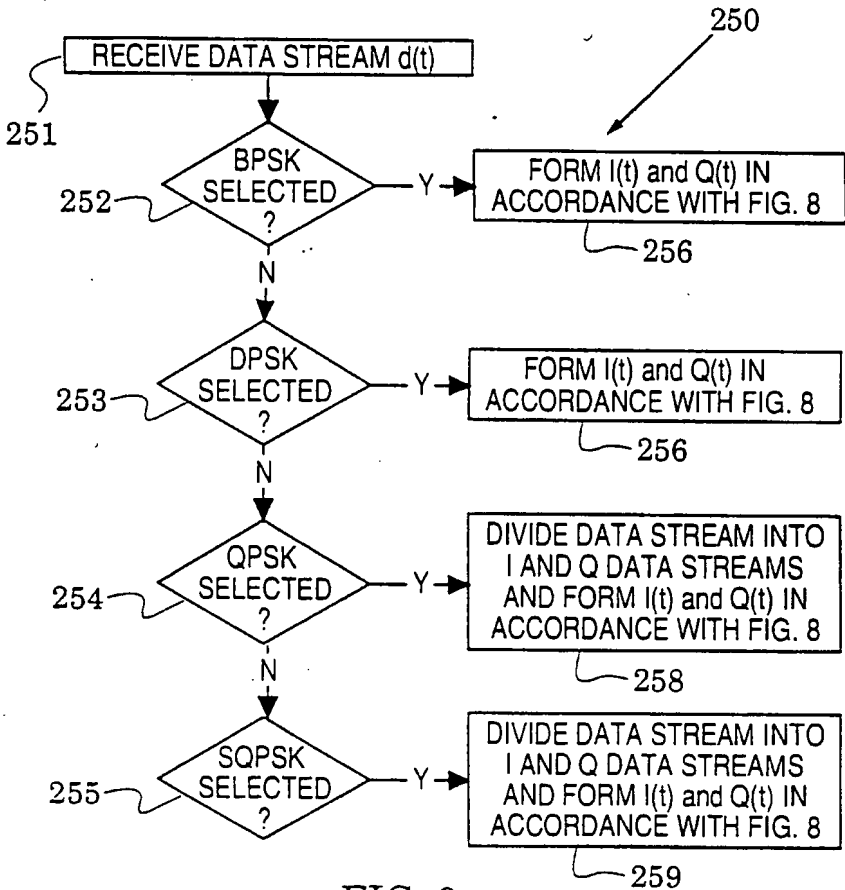 250
RECEIVE DATA STREAM d(t)
251
BPSK
SELECTED
?
252
Y
FORM I(t) and Q(t) IN
ACCORDANCE WITH FIG. 8
256
N
DPSK
SELECTED
?
253
Y
FORM I(t) and Q(t) IN
ACCORDANCE WITH FIG. 8
256
N
QPSK
SELECTED
?
254
Y
DIVIDE DATA STREAM INTO
I AND Q DATA STREAMS
AND FORM I(t) and Q(t) IN
ACCORDANCE WITH FIG. 8
258
N
SQPSK
SELECTED
?
255
Y
DIVIDE DATA STREAM INTO
I AND Q DATA STREAMS
AND FORM I(t) and Q(t) IN
ACCORDANCE WITH FIG. 8
259